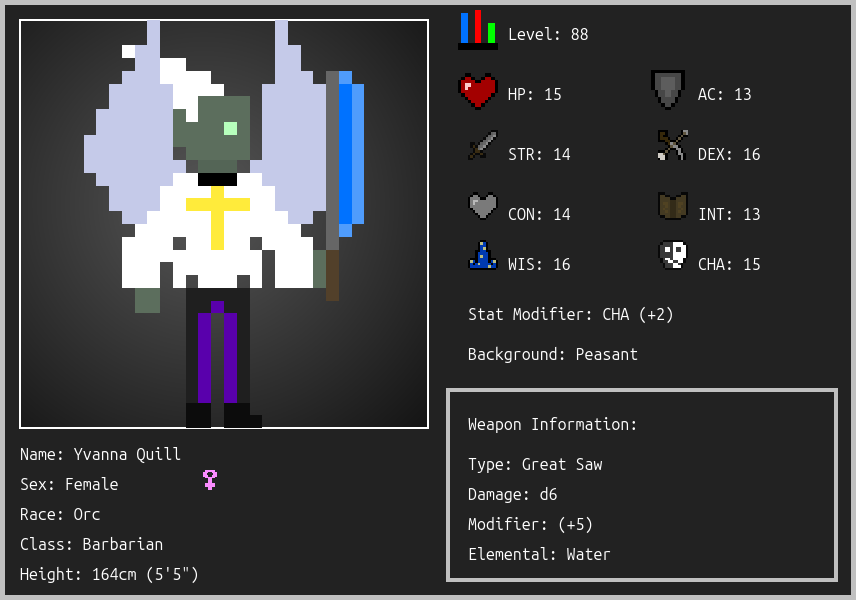 Level: 88
HP: 15
AC: 13
STR: 14
DEX: 16
CON: 14
INT: 13
WIS: 16
CHA: 15
Stat Modifier: CHA (+2)
Background: Peasant
Weapon Information:
Type: Great Saw
Damage: d6
Modifier: (+5)
Elemental: Water
Name: Yvanna Quill
Sex: Female
Race: Orc
Class: Barbarian
Height: 164cm (5'5")